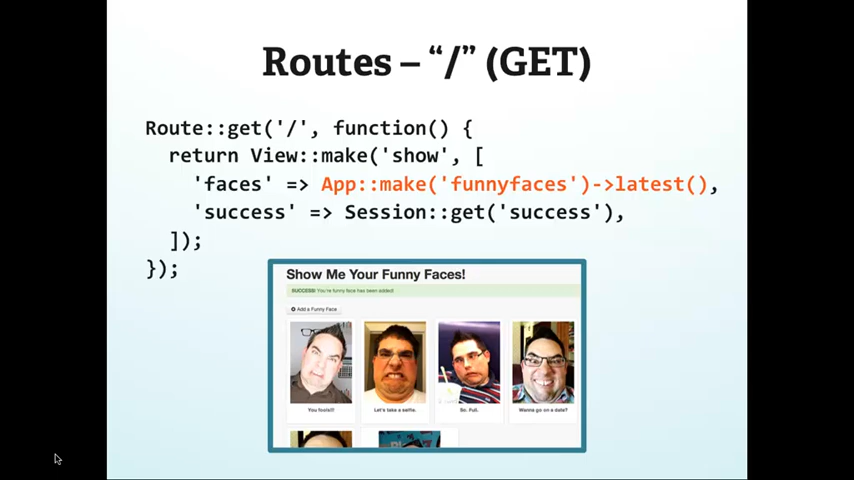 Routes – “/” (GET)
Route::get('/', function() {
return View::make('show', [
'faces' => App::make('funnyfaces')->latest(),
'success' => Session::get('success'),
]);
});
Show Me Your Funny Faces!
SUCCESS: You're funny face has been added!
Add a Funny Face
You fools!!!
Let's take a selfie.
So. Full.
Wanna go on a date?